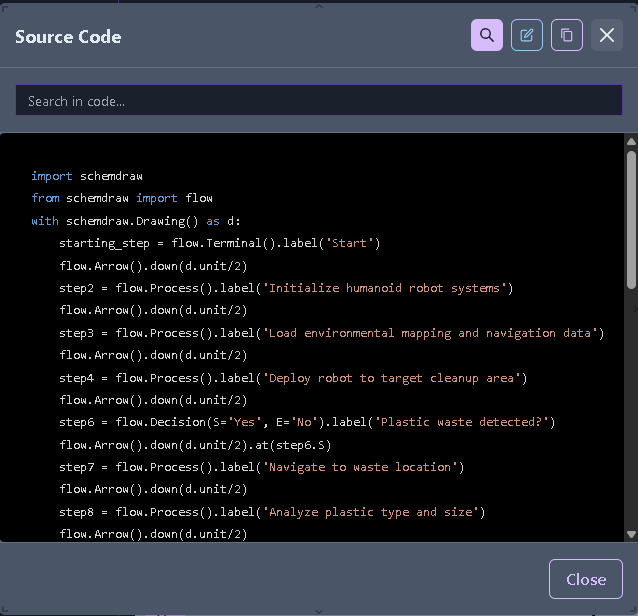 Source Code
Search in code...
import schemdraw
from schemdraw import flow
with schemdraw.Drawing() as d:
    starting_step = flow.Terminal().label('Start')
    flow.Arrow().down(d.unit/2)
    step2 = flow.Process().label('Initialize humanoid robot systems')
    flow.Arrow().down(d.unit/2)
    step3 = flow.Process().label('Load environmental mapping and navigation data')
    flow.Arrow().down(d.unit/2)
    step4 = flow.Process().label('Deploy robot to target cleanup area')
    flow.Arrow().down(d.unit/2)
    step6 = flow.Decision(S='Yes', E='No').label('Plastic waste detected?')
    flow.Arrow().down(d.unit/2).at(step6.S)
    step7 = flow.Process().label('Navigate to waste location')
    flow.Arrow().down(d.unit/2)
    step8 = flow.Process().label('Analyze plastic type and size')
    flow.Arrow().down(d.unit/2)
Close